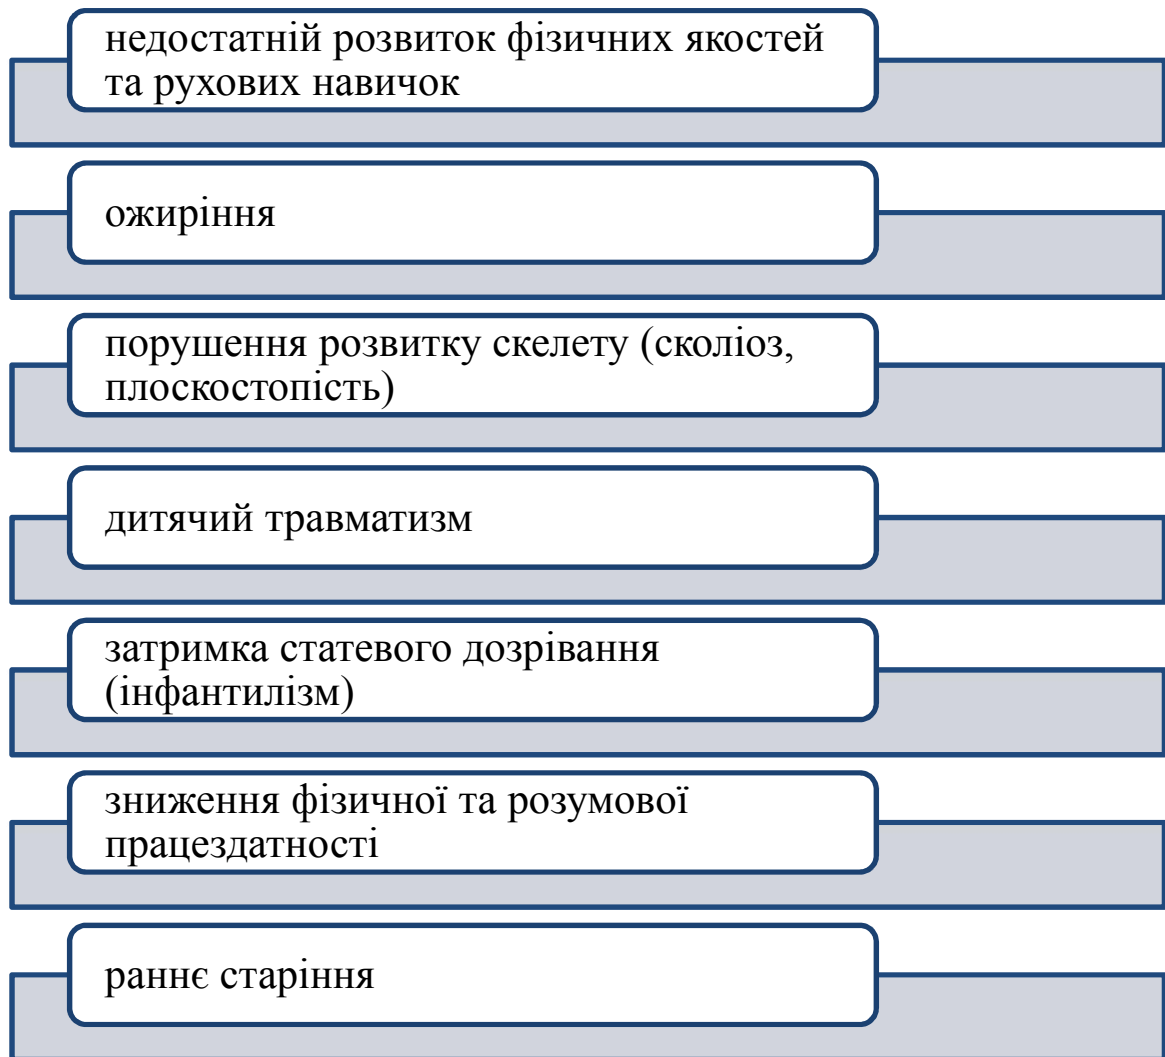 недостатній розвиток фізичних якостей
та рухових навичок
ожиріння
порушення розвитку скелету (сколіоз,
плоскостопість)
дитячий травматизм
затримка статевого дозрівання
(інфантилізм)
зниження фізичної та розумової
працездатності
раннє старіння